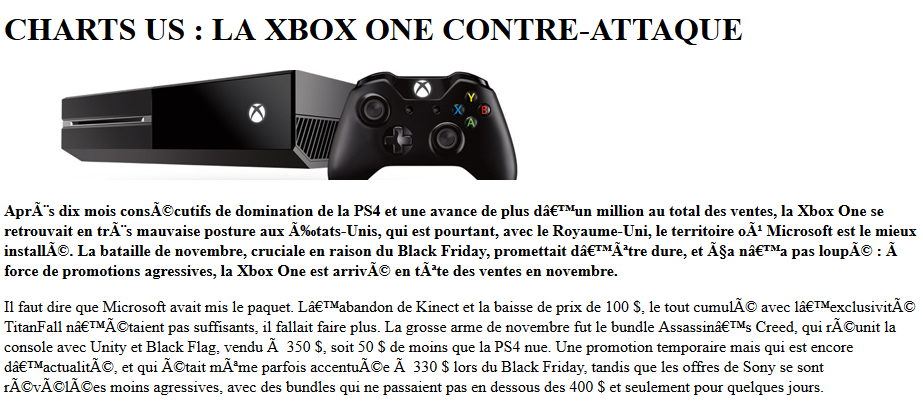 CHARTS US : LA XBOX ONE CONTRE-ATTAQUE
Y
X
B
A
AprÃ¨s dix mois consÃ©cutifs de domination de la PS4 et une avance de plus dâ€™un million au total des ventes, la Xbox One se
retrouvait en trÃ¨s mauvaise posture aux Ã‰tats-Unis, qui est pourtant, avec le Royaume-Uni, le territoire oÃ¹ Microsoft est le mieux
installÃ©. La bataille de novembre, cruciale en raison du Black Friday, promettait dâ€™Ãªtre dure, et Ã§a nâ€™a pas loupÃ© : Ã
force de promotions agressives, la Xbox One est arrivÃ© en tÃªte des ventes en novembre.
Il faut dire que Microsoft avait mis le paquet. Lâ€™abandon de Kinect et la baisse de prix de 100 $, le tout cumulÃ© avec lâ€™exclusivitÃ©
TitanFall nâ€™Ã©taient pas suffisants, il fallait faire plus. La grosse arme de novembre fut le bundle Assassinâ€™s Creed, qui rÃ©unit la
console avec Unity et Black Flag, vendu Ã  350 $, soit 50 $ de moins que la PS4 nue. Une promotion temporaire mais qui est encore
dâ€™actualitÃ©, et qui Ã©tait mÃªme parfois accentuÃ©e Ã  330 $ lors du Black Friday, tandis que les offres de Sony se sont
rÃ©vÃ©lÃ©es moins agressives, avec des bundles qui ne passaient pas en dessous des 400 $ et seulement pour quelques jours.